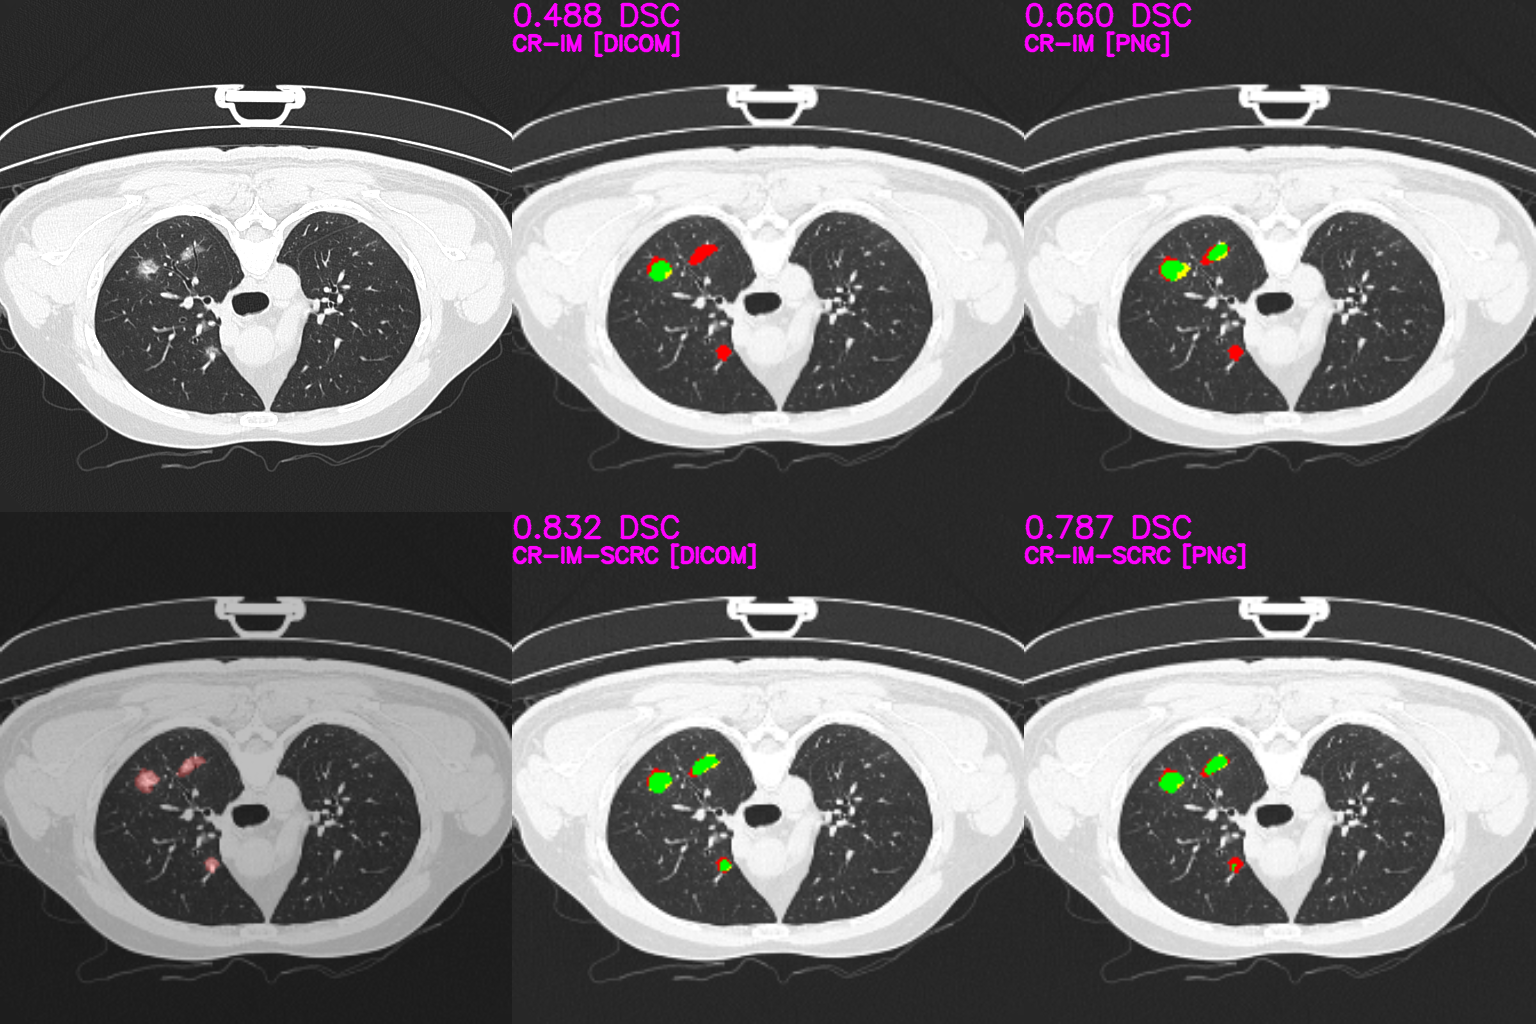 0.488 DSC
CR-IM [DICOM]
0.660 DSC
CR-IM [PNG]
0.832 DSC
CR-IM-SCRC [DICOM]
0.787 DSC
CR-IM-SCRC [PNG]